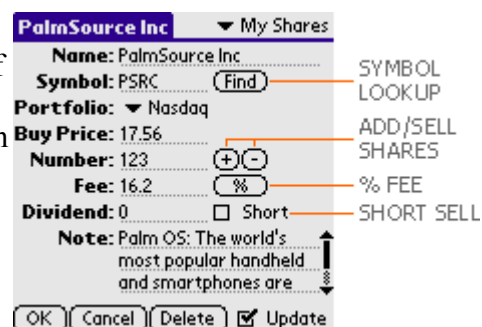 PalmSource Inc My Shares
Name: PalmSource Inc
Symbol: PSRC Find
SYMBOL LOOKUP
Portfolio: Nasdaq
Buy Price: 17.56
Number: 123 + -
ADD/SELL SHARES
Fee: 16.2 %
% FEE
Dividend: 0 Short
SHORT SELL
Note: Palm OS: The world's
most popular handheld
and smartphones are
OK Cancel Delete Update